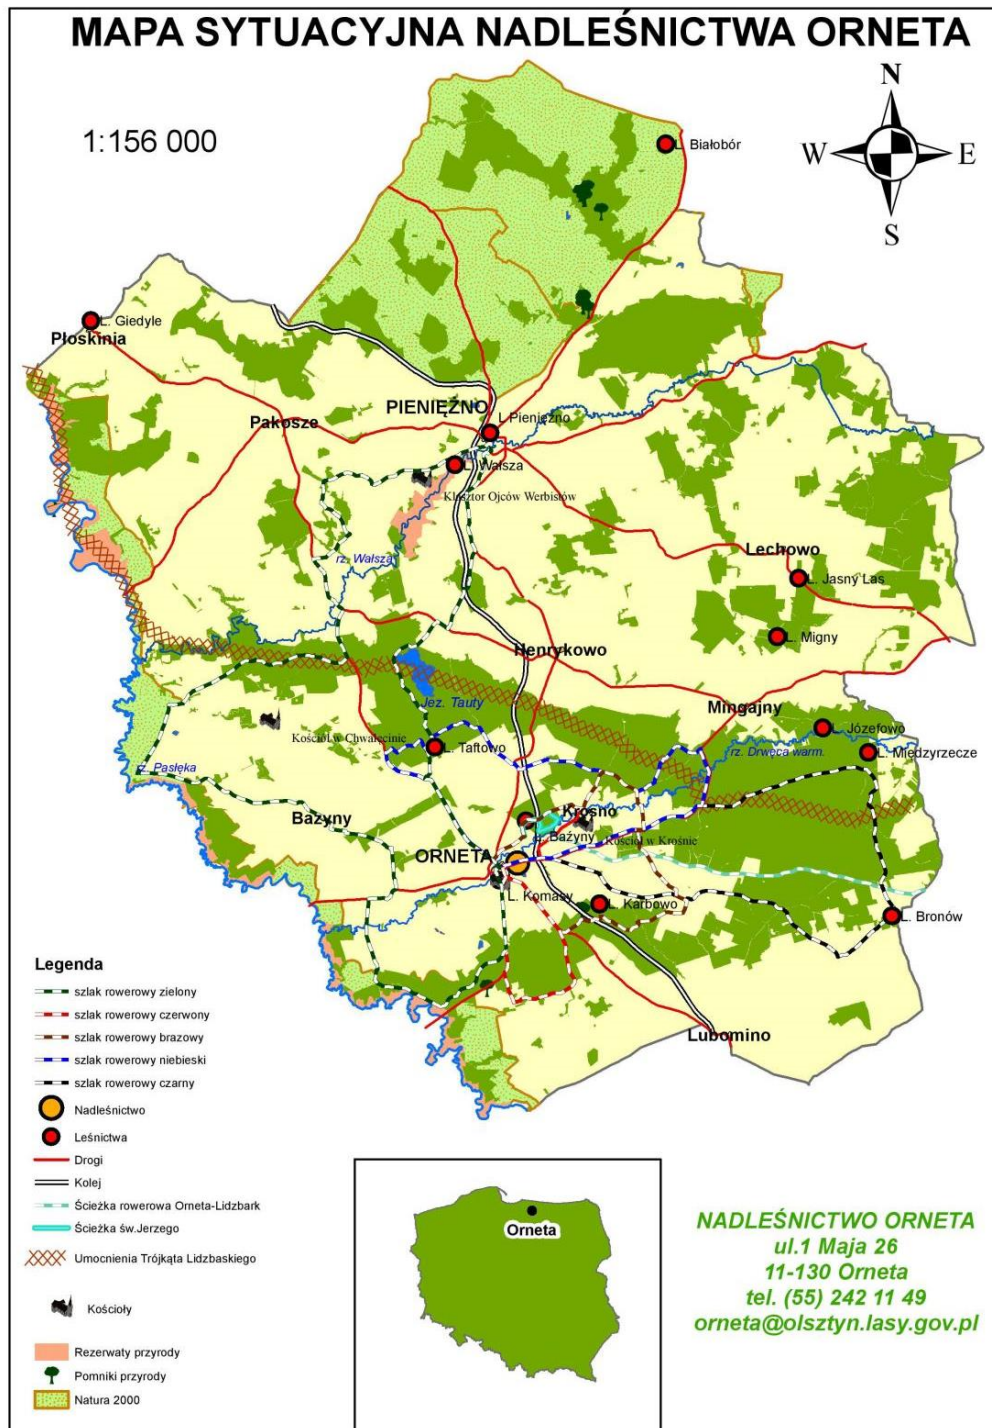 MAPA SYTUACYJNA NADLEŚNICTWA ORNETA
1:156 000
N
W
E
S
L. Białobór
L. Giedyle
Płoskinia
PIENIĘŻNO
L Pieniężno
Pakosze
L. Wałsza
Klasztor Ojców Werbistów
Lechowo
rz. Wałsza
L. Jasny Las
L. Migny
Henrykowo
Jez. Tauty
Mingajny
L. Józefowo
Kościół w Chwalęcinie
L. Taftowo
rz. Drwęca warm.
L. Międzyrzecze
rz. Pasłęka
Bażyny
Krosno
L. Bażyny
Kościół w Krośnie
ORNETA
L. Komasy
L. Karbowo
L. Bronów
Lubomino
Legenda
szlak rowerowy zielony
szlak rowerowy czerwony
szlak rowerowy brazowy
szlak rowerowy niebieski
szlak rowerowy czarny
Nadleśnictwo
Leśnictwa
Drogi
Kolej
Ścieżka rowerowa Orneta-Lidzbark
Ścieżka św.Jerzego
Umocnienia Trójkąta Lidzbaskiego
Kościoły
Rezerwaty przyrody
Pomniki przyrody
Natura 2000
Orneta
NADLEŚNICTWO ORNETA
ul.1 Maja 26
11-130 Orneta
tel. (55) 242 11 49
orneta@olsztyn.lasy.gov.pl